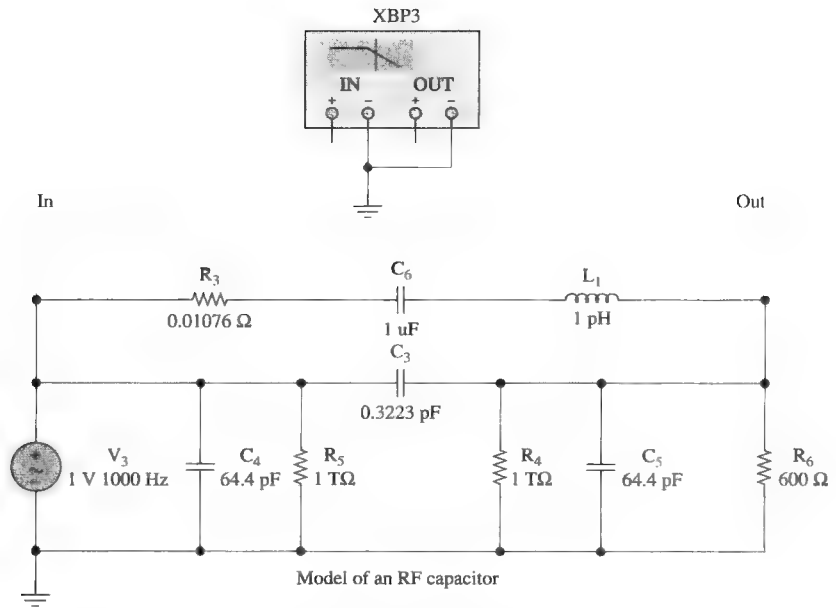 XBP3
IN OUT
+ - + -
In Out
R3 C6 L1
0.01076 Ω 1 uF 1 pH
C3
0.3223 pF
V3 C4 R5 R4 C5 R6
1 V 1000 Hz 64.4 pF 1 TΩ 1 TΩ 64.4 pF 600 Ω
Model of an RF capacitor